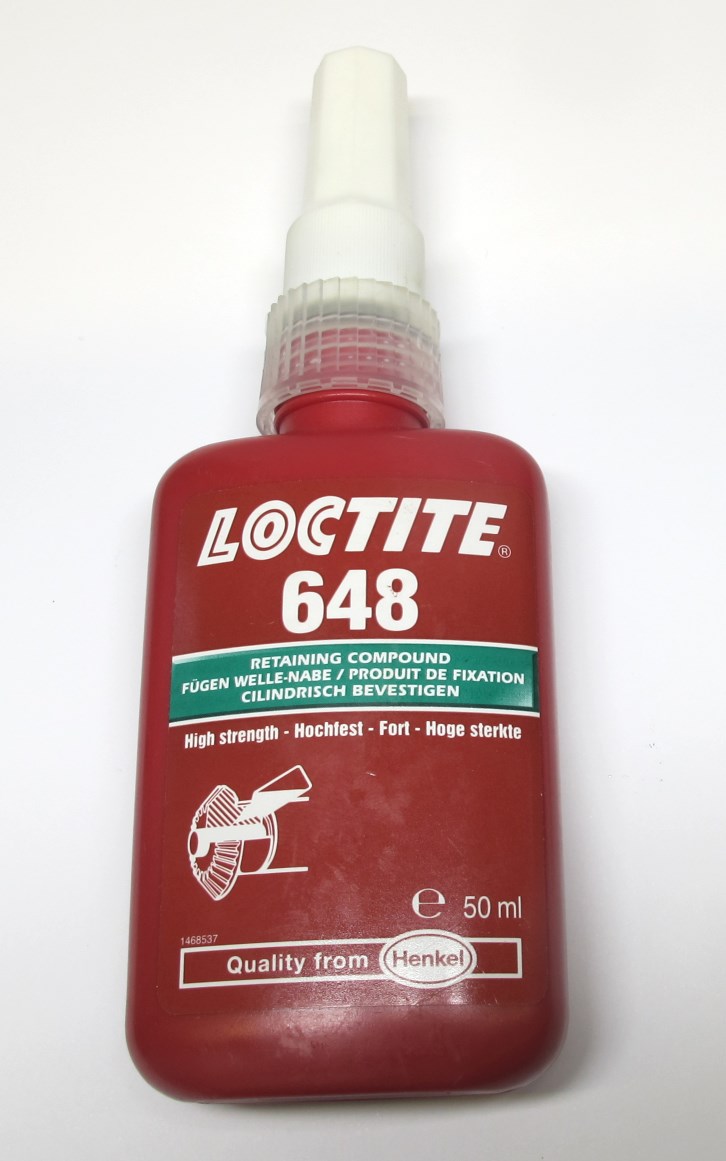 LOCTITE®
648
RETAINING COMPOUND
FÜGEN WELLE-NABE / PRODUIT DE FIXATION
CILINDRISCH BEVESTIGEN
High strength - Hochfest - Fort - Hoge sterkte
℮ 50 ml
1468537
Quality from Henkel